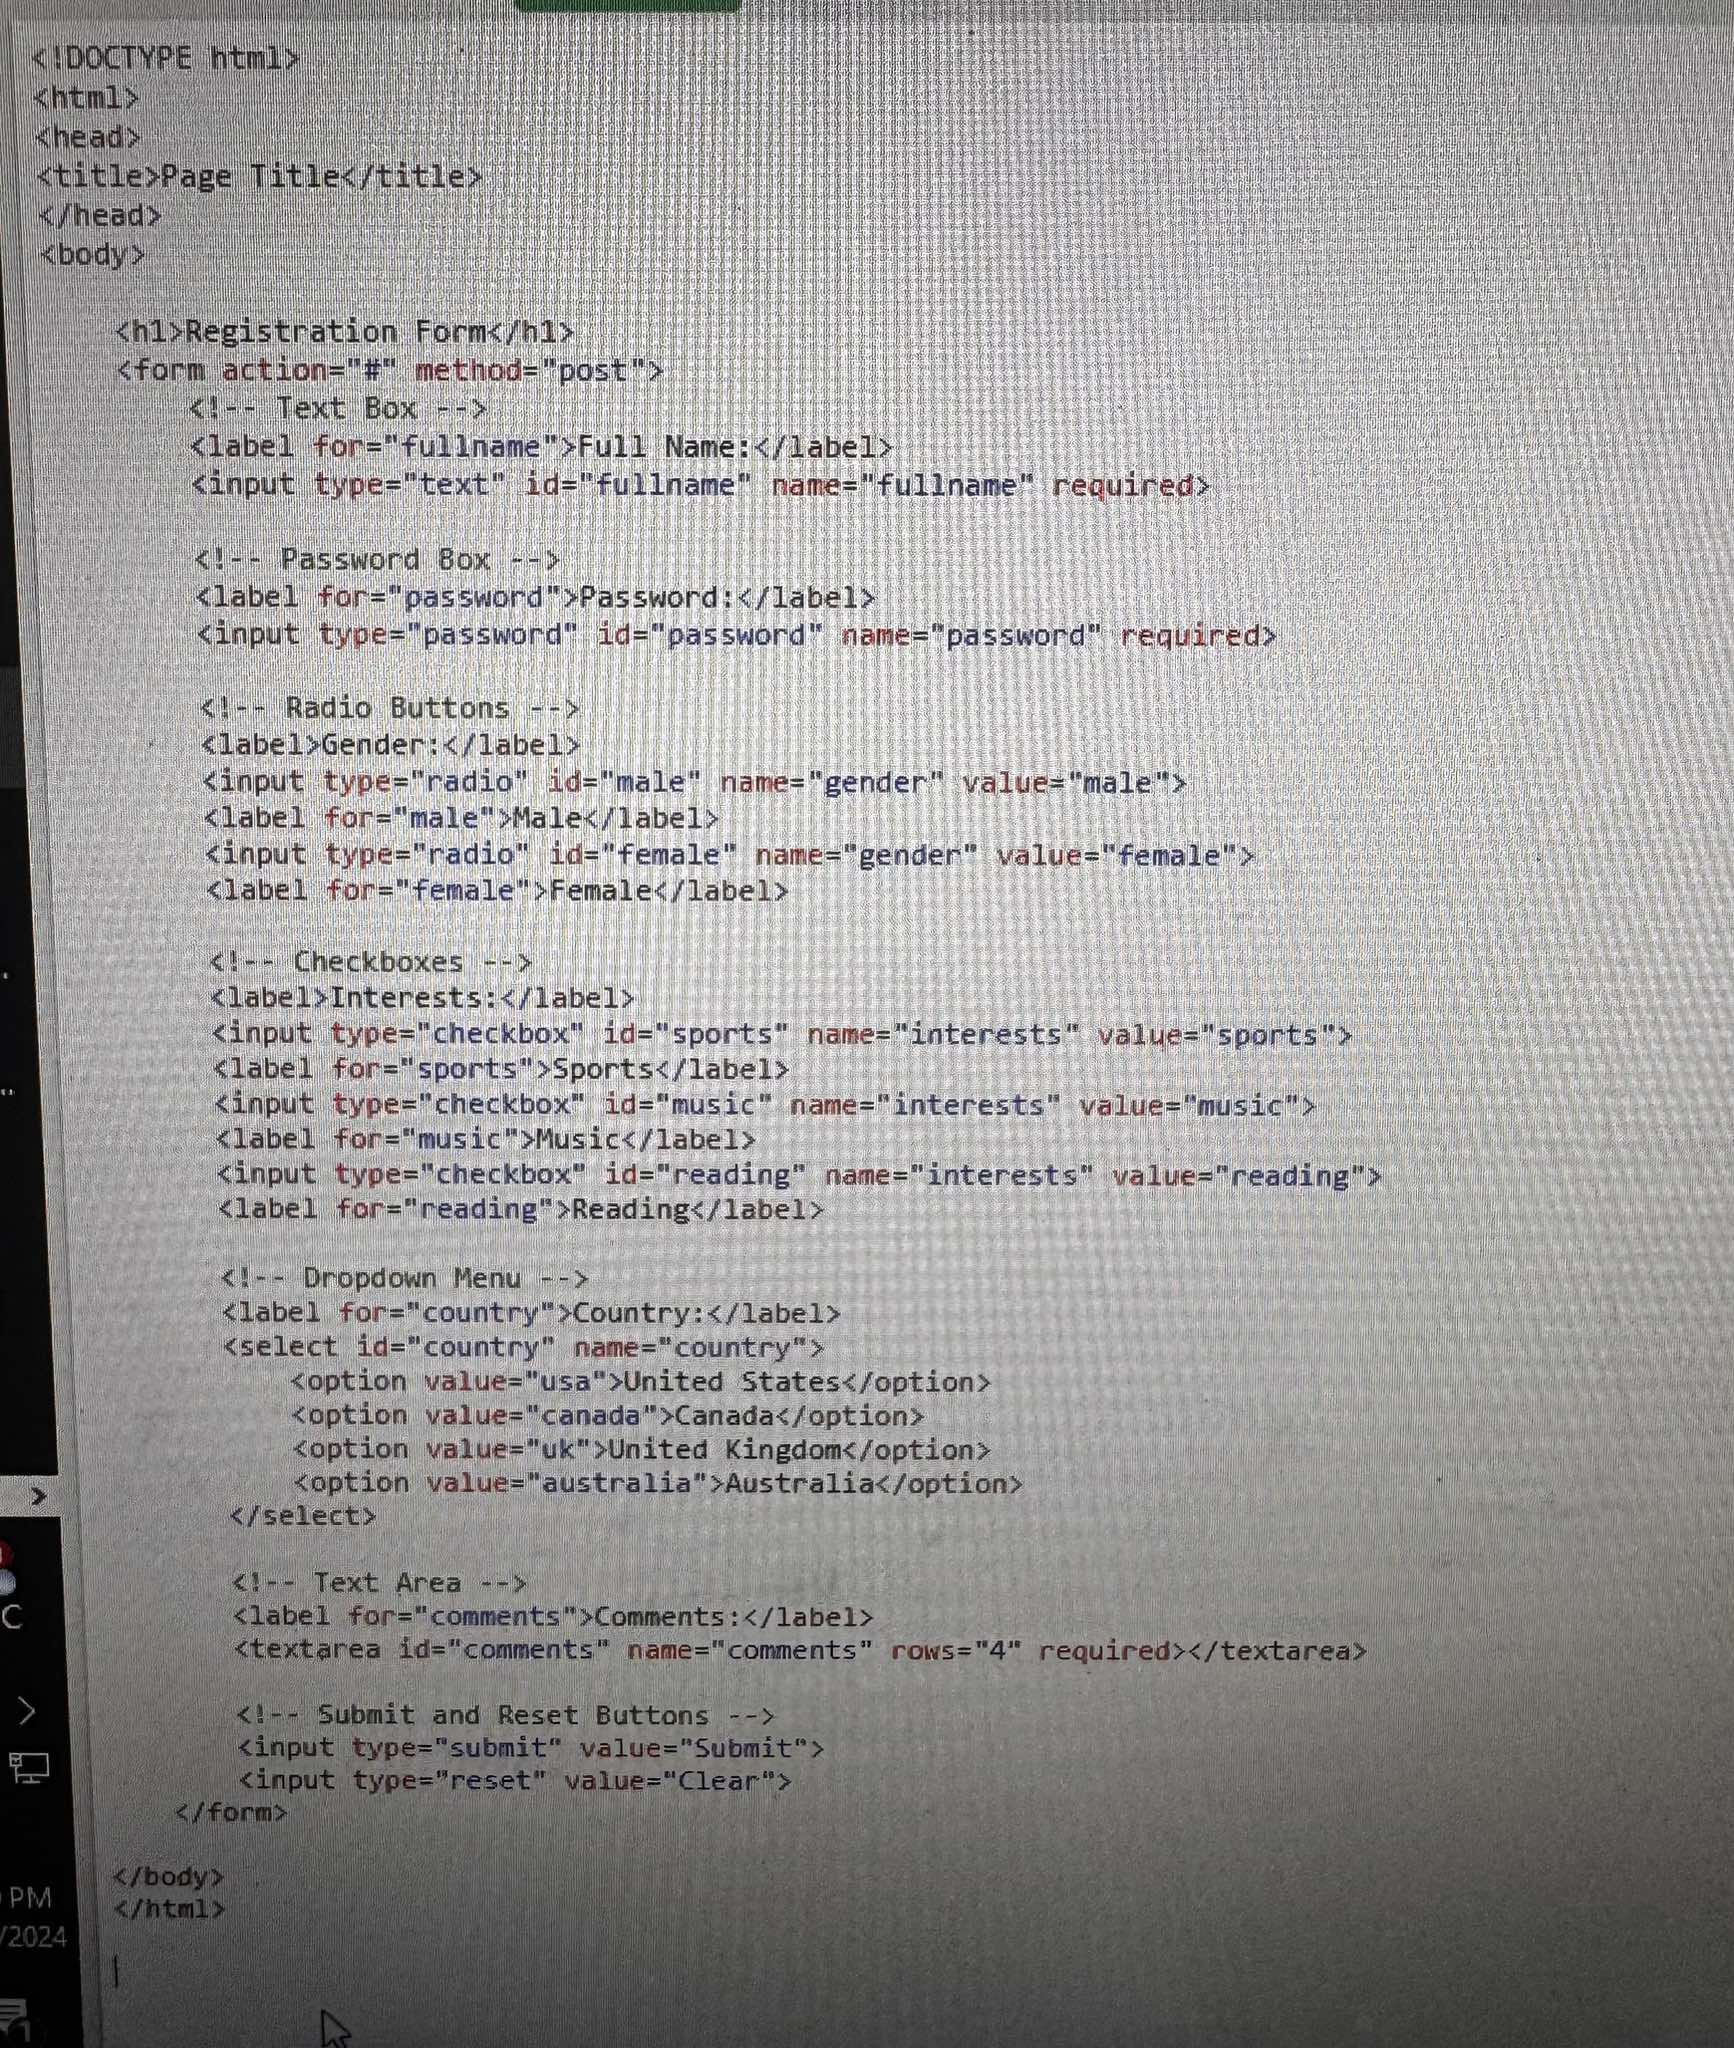 <!DOCTYPE html>
<html>
<head>
<title>Page Title</title>
</head>
<body>
<h1>Registration Form</h1>
<form action="#" method="post">
<!-- Text Box -->
<label for="fullname">Full Name:</label>
<input type="text" id="fullname" name="fullname" required>
<!-- Password Box -->
<label for="password">Password:</label>
<input type="password" id="password" name="password" required>
<!-- Radio Buttons -->
<label>Gender:</label>
<input type="radio" id="male" name="gender" value="male">
<label for="male">Male</label>
<input type="radio" id="female" name="gender" value="female">
<label for="female">Female</label>
<!-- Checkboxes -->
<label>Interests:</label>
<input type="checkbox" id="sports" name="interests" value="sports">
<label for="sports">Sports</label>
<input type="checkbox" id="music" name="interests" value="music">
<label for="music">Music</label>
<input type="checkbox" id="reading" name="interests" value="reading">
<label for="reading">Reading</label>
<!-- Dropdown Menu -->
<label for="country">Country:</label>
<select id="country" name="country">
<option value="usa">United States</option>
<option value="canada">Canada</option>
<option value="uk">United Kingdom</option>
<option value="australia">Australia</option>
</select>
<!-- Text Area -->
<label for="comments">Comments:</label>
<textarea id="comments" name="comments" rows="4" required></textarea>
<!-- Submit and Reset Buttons -->
<input type="submit" value="Submit">
<input type="reset" value="Clear">
</form>
</body>
</html>
C
PM
/2024